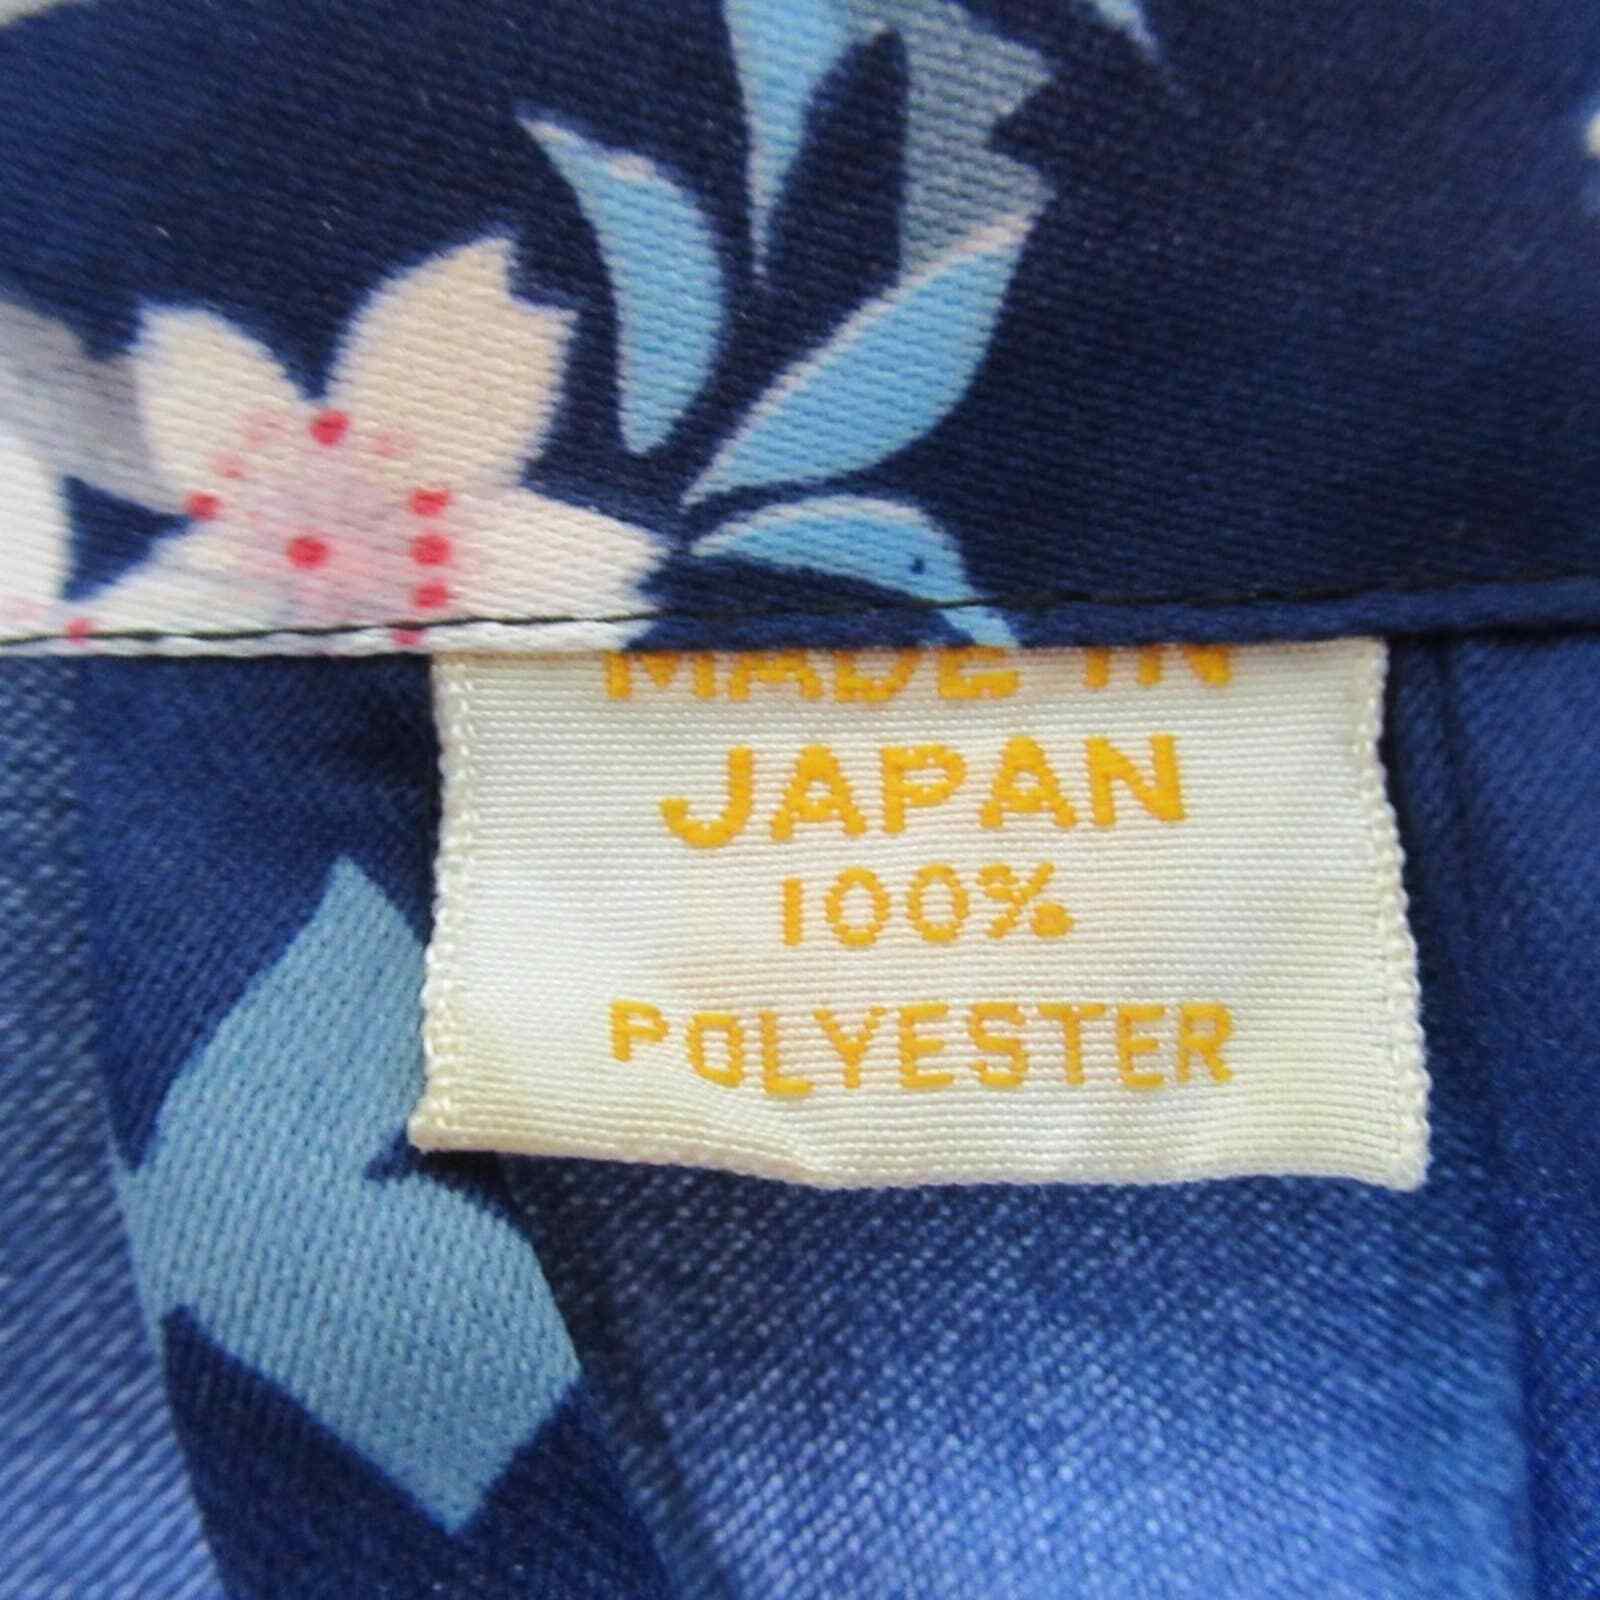 MADE IN
JAPAN
100%
POLYESTER